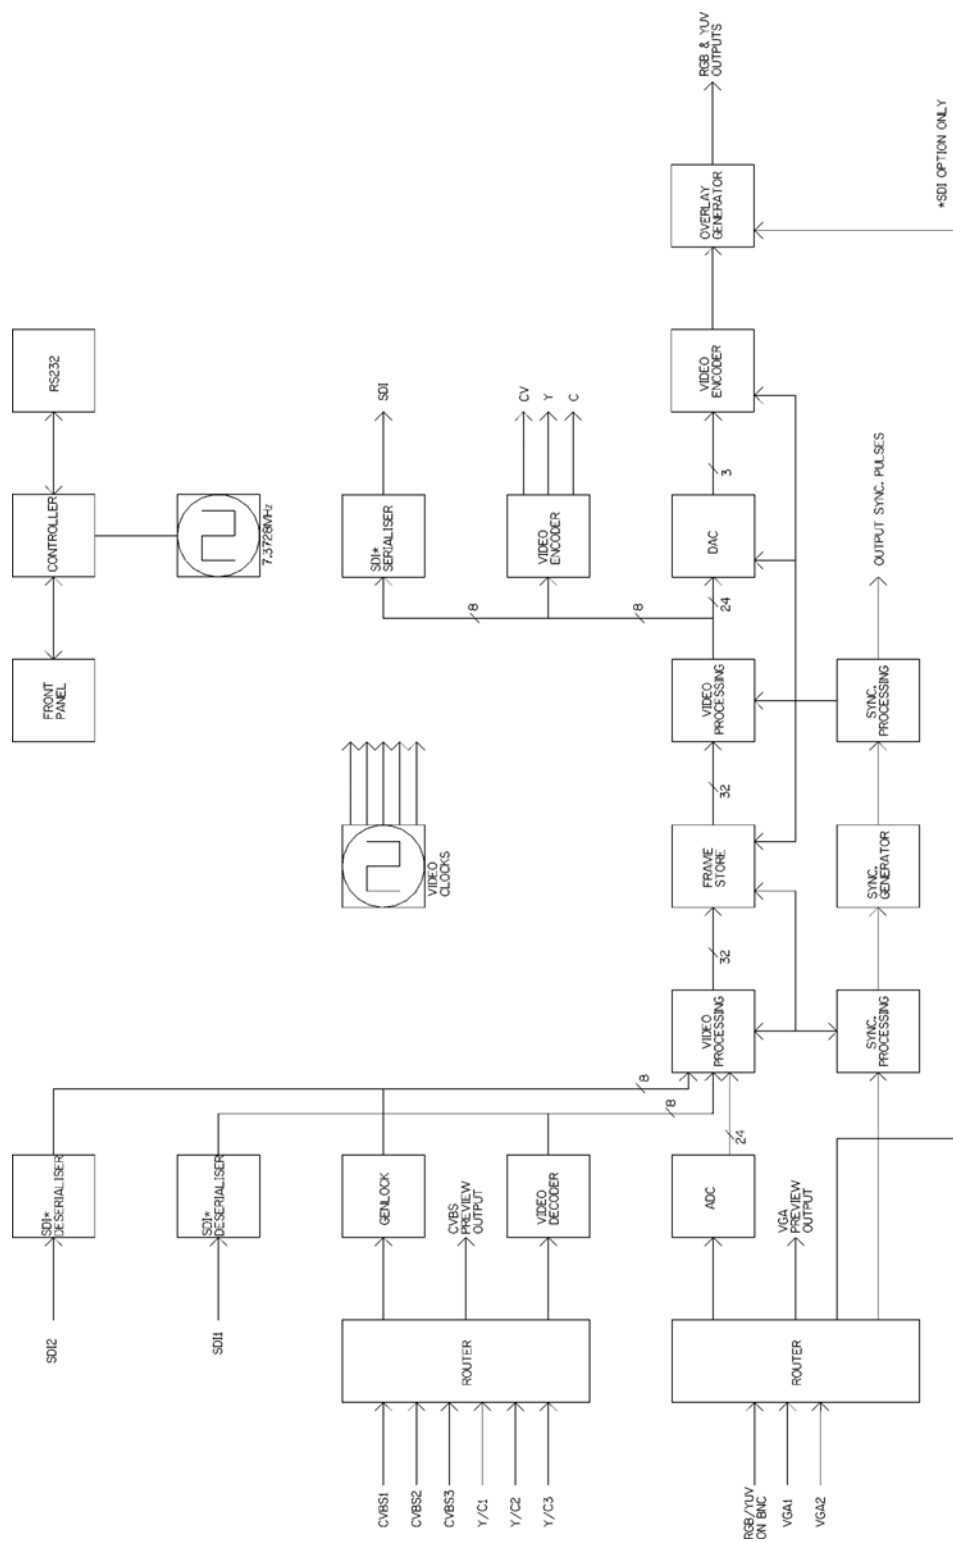 SDI2
SDI*
DESERIALISER
SDI1
SDI*
DESERIALISER
8
8
FRONT
PANEL
CONTROLLER
RS232
7.3728MHz
VIDEO
CLOCKS
CVBS1
CVBS2
CVBS3
Y/C1
Y/C2
Y/C3
ROUTER
GENLOCK
CVBS
PREVIEW
OUTPUT
VIDEO
DECODER
SDI*
SERIALISER
SDI
8
8
VIDEO
ENCODER
CV
Y
C
RGB/YUV
ON BNC
VGA1
VGA2
ROUTER
ADC
VGA
PREVIEW
OUTPUT
24
VIDEO
PROCESSING
32
FRAME
STORE
32
VIDEO
PROCESSING
24
DAC
3
VIDEO
ENCODER
OVERLAY
GENERATOR
RGB & YUV
OUTPUTS
SYNC.
PROCESSING
SYNC.
GENERATOR
SYNC.
PROCESSING
OUTPUT SYNC. PULSES
*SDI OPTION ONLY